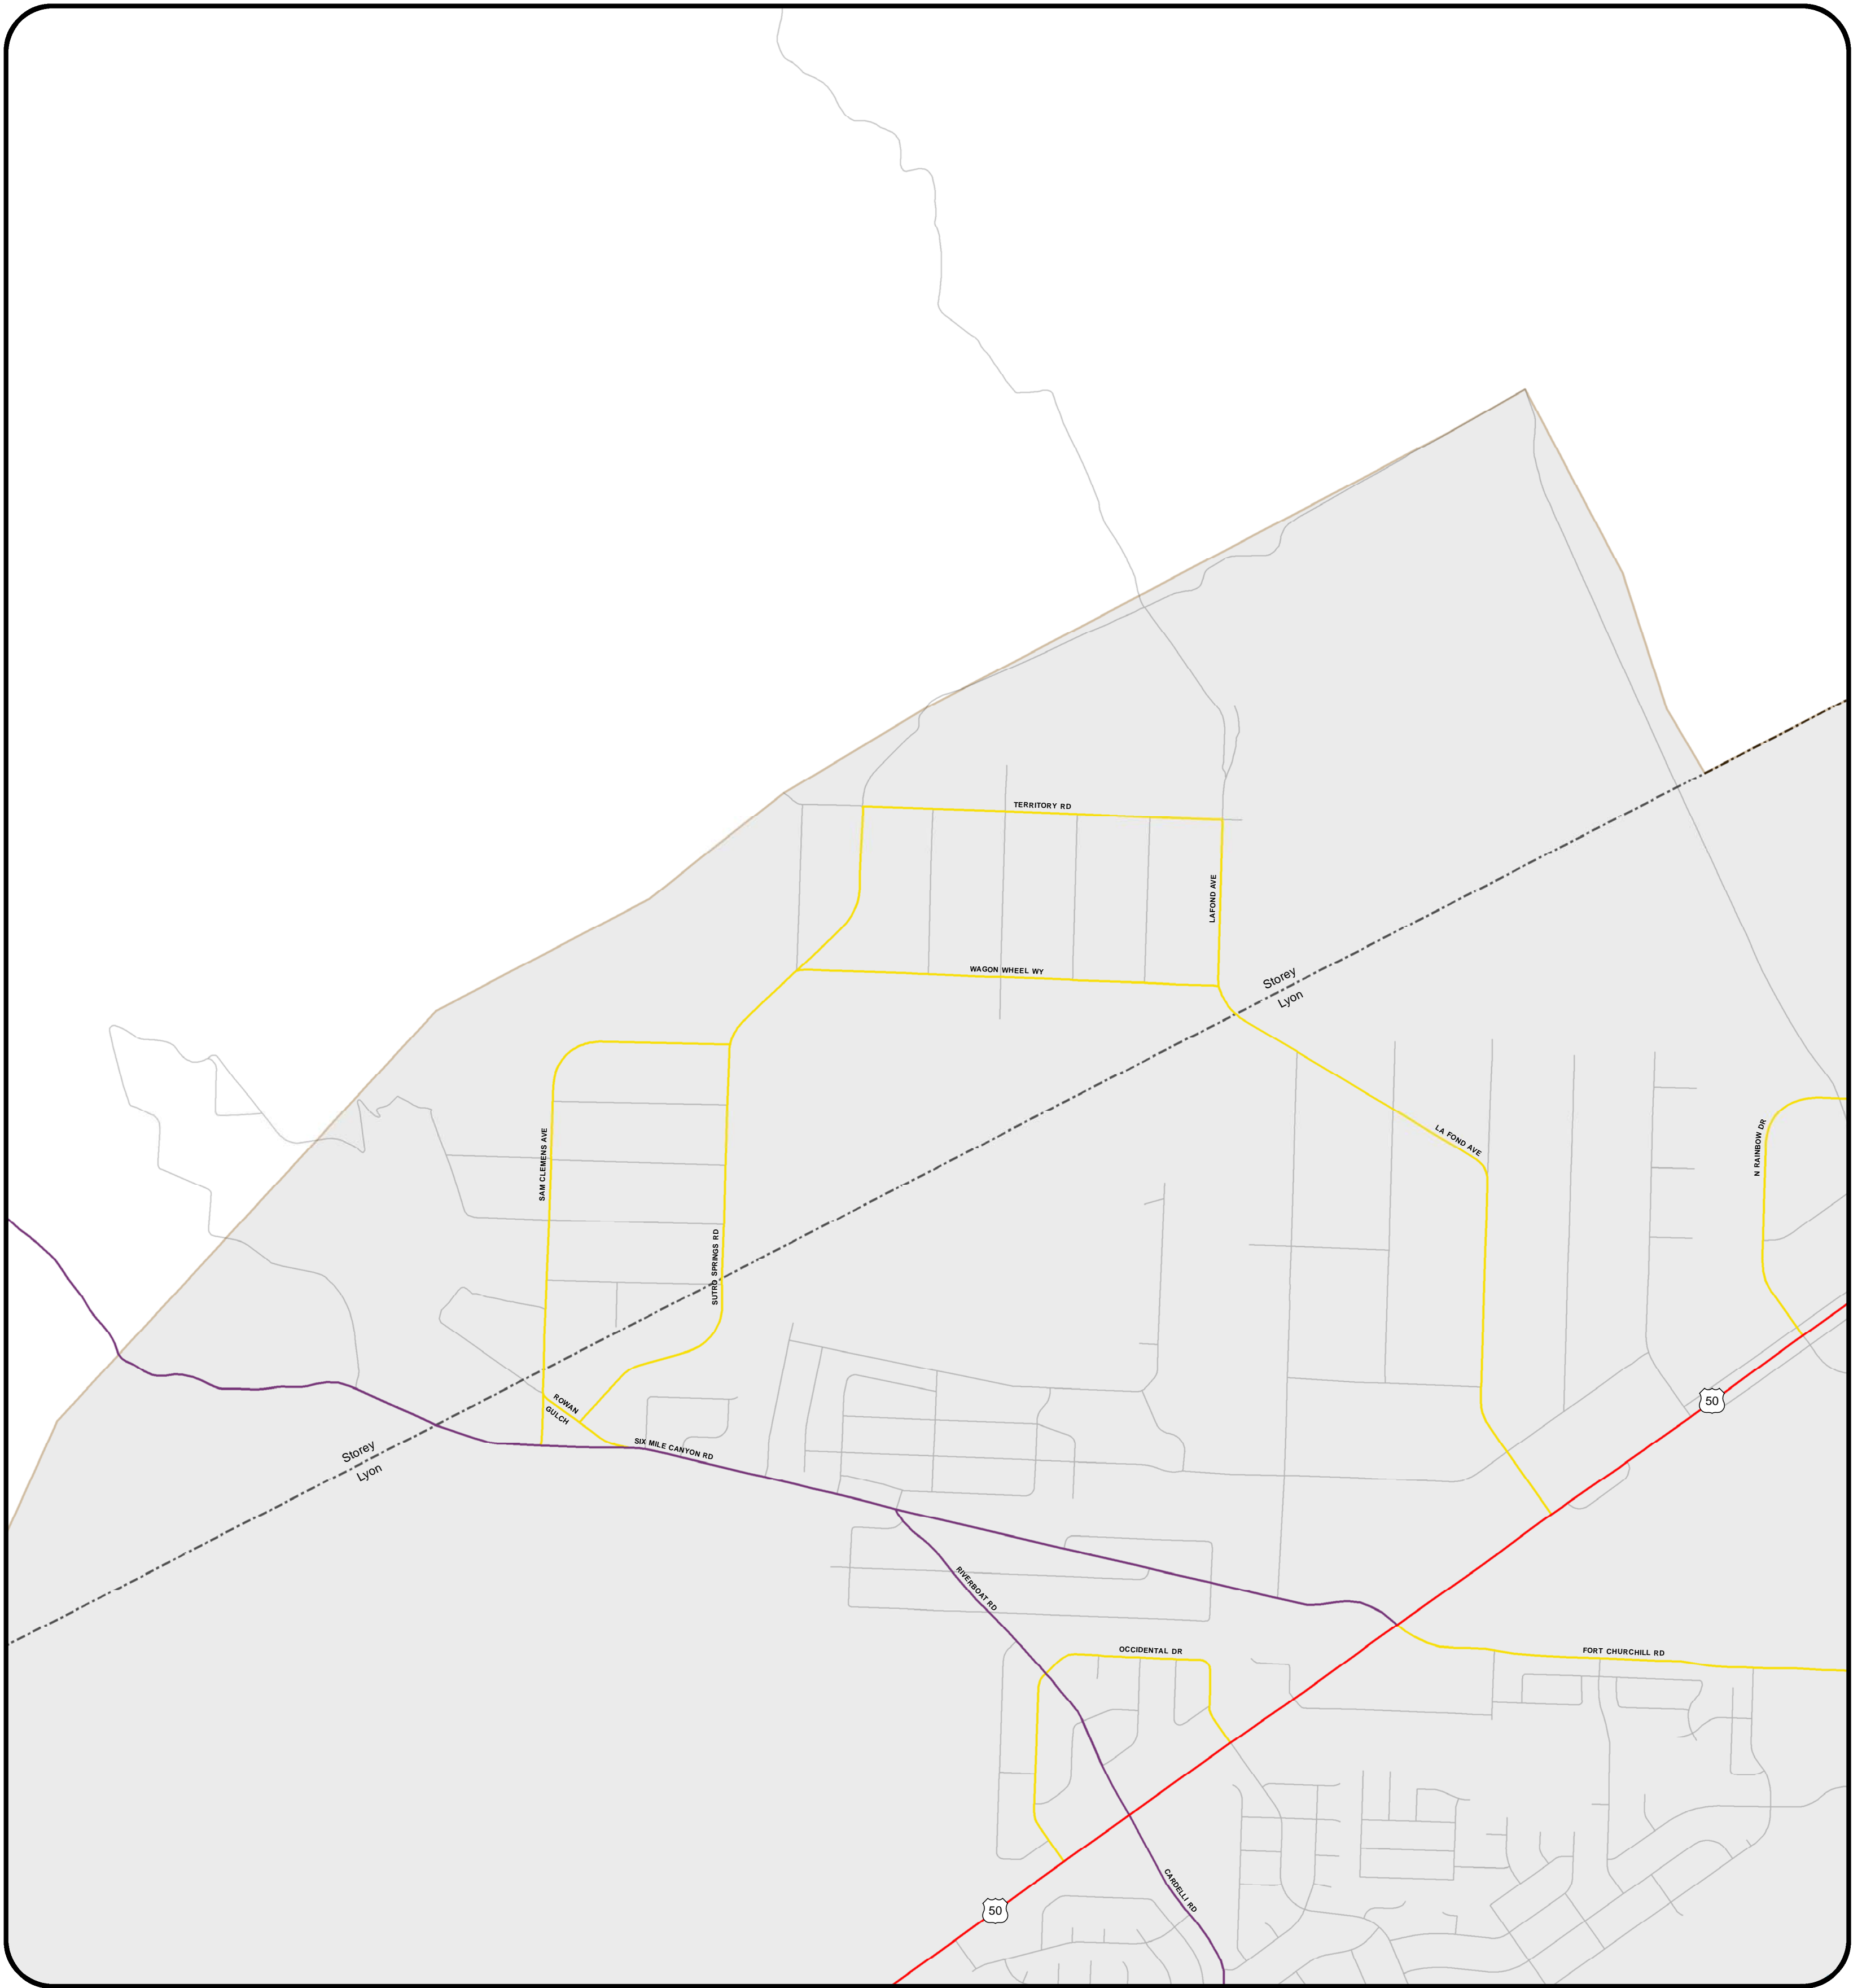 TERRITORY RD
LAFOND AVE
WAGON WHEEL WY
Storey
Lyon
LA FOND AVE
N RAINBOW DR
SAM CLEMENS AVE
SUTRO SPRINGS RD
ROWAN
GULCH
50
Storey
Lyon
SIX MILE CANYON RD
RIVERBOAT RD
OCCIDENTAL DR
FORT CHURCHILL RD
CARDELLI RD
50